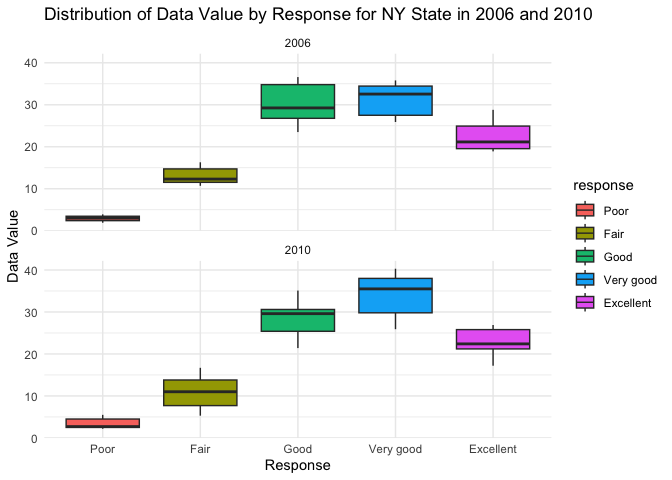 Distribution of Data Value by Response for NY State in 2006 and 2010
2006
40
30
20
10
0
2010
40
30
20
10
0
Data Value
Poor Fair Good Very good Excellent
Response
response
Poor
Fair
Good
Very good
Excellent